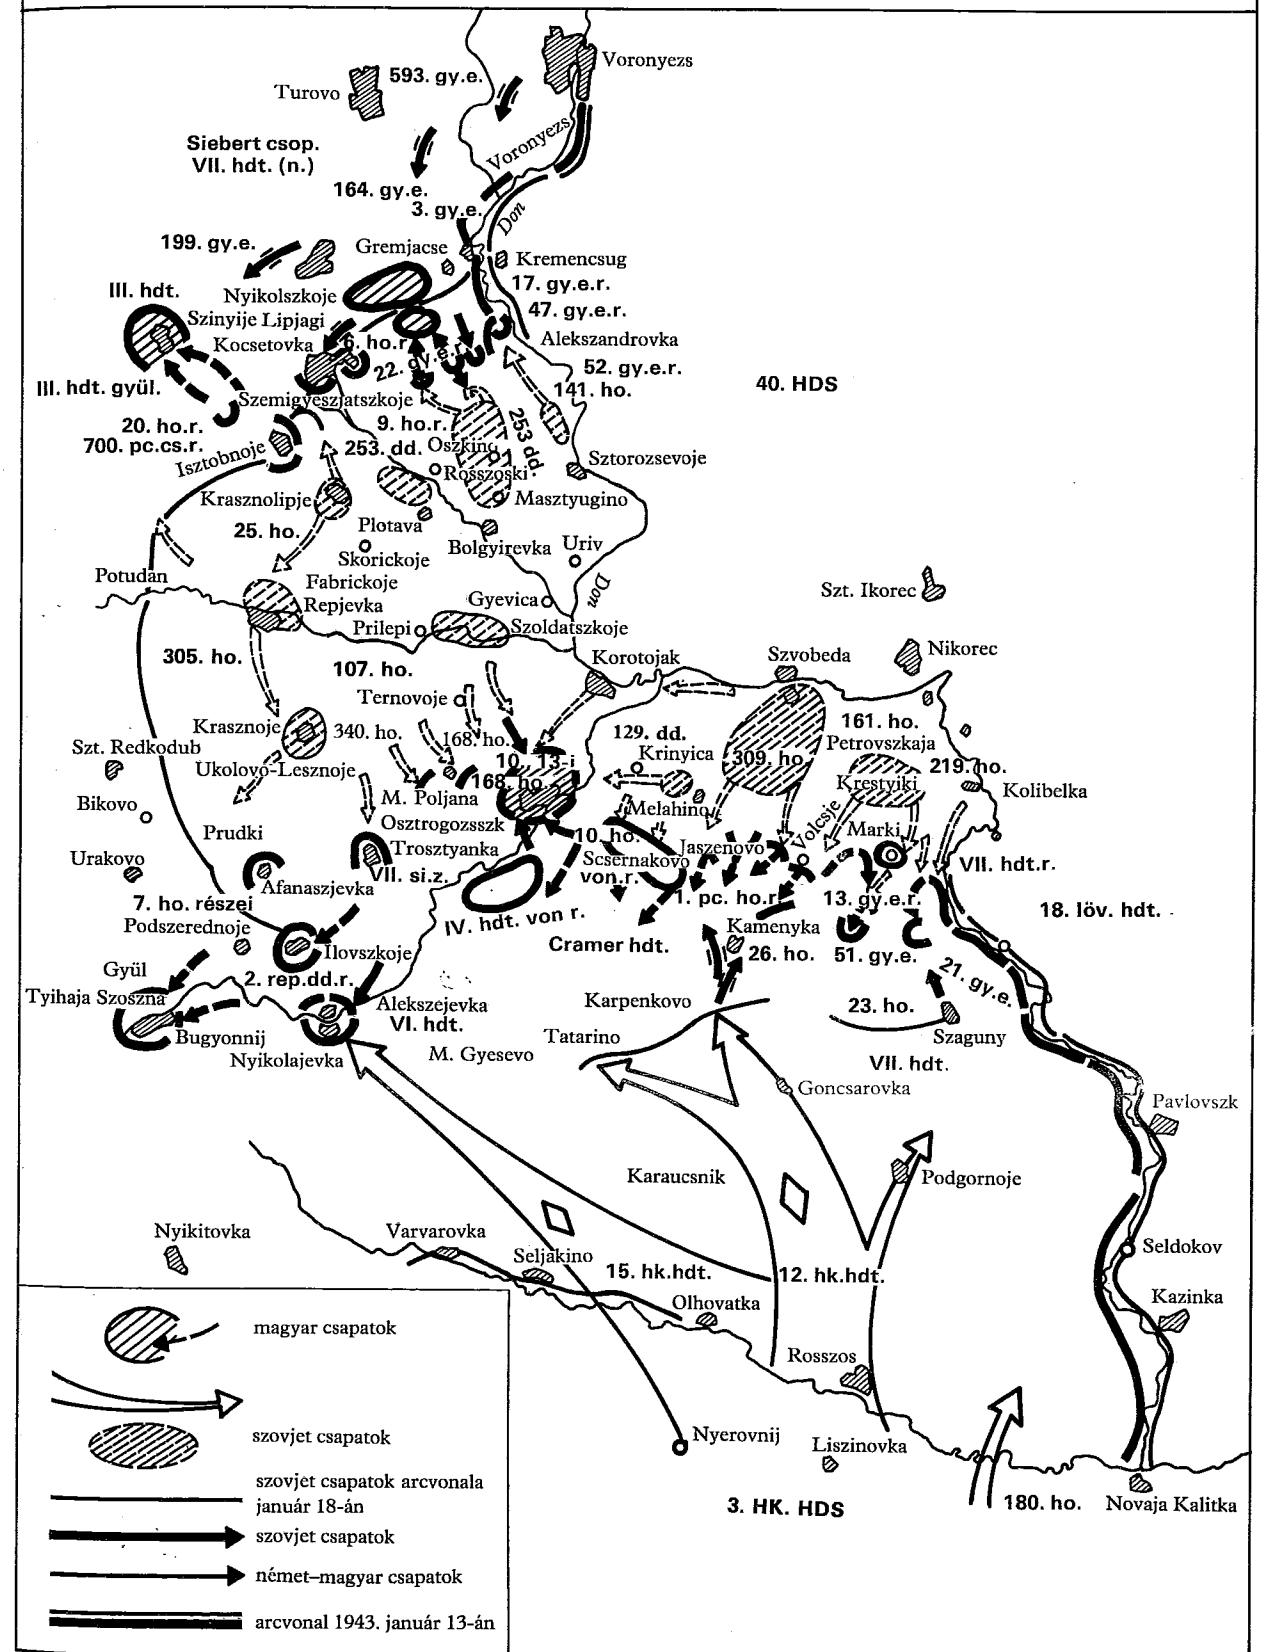 Voronyezs
593. gy.e.
Turovo
Siebert csop.
VII. hdt. (n.)
Voronyezs
164. gy.e.
3. gy.e.
Don
199. gy.e.
Gremjacse
Kremencsug
17. gy.e.r.
III. hdt.
Nyikolszkoje
47. gy.e.r.
Szinyije Lipjagi
Kocsetovka
6. ho.r.
Alekszandrovka
22. gy.e.r.
52. gy.e.r.
40. HDS
III. hdt. gyül.
141. ho.
Szemigyeszjatszkoje
20. ho.r.
9. ho.r.
253 dd.
700. pc.cs.r.
253. dd.
Oszkino
Isztobnoje
Rosszoski
Sztorozsevoje
Krasznolipje
Masztyugino
25. ho.
Plotava
Bolgyirevka
Uriv
Skorickoje
Potudan
Fabrickoje
Don
Szt. Ikorec
Repjevka
Gyevica
Prilepi
Szoldatszkoje
305. ho.
107. ho.
Korotojak
Szvoboda
Nikorec
Ternovoje
161. ho.
Krasznoje
340. ho.
168. ho.
129. dd.
Petrovszkaja
Szt. Redkodub
Krinyica
309. ho.
219. ho.
Ukolovo-Lesznoje
10. 13-i
168. ho.
Krestyiki
Kolibelka
Bikovo
M. Poljana
Melahino
Volcsje
Prudki
Osztrogozsszk
10. ho.
Marki
Urakovo
Trosztyanka
Scsernakovo
Jaszenovo
VII. hdt.r.
VII. si.z.
von.r.
Afanaszjevka
7. ho. részei
1. pc. ho.r.
13. gy.e.r.
18. löv. hdt.
Podszerednoje
IV. hdt. von r.
Kamenyka
Ilovszkoje
Cramer hdt.
26. ho.
51. gy.e.
Gyül
2. rep.dd.r.
21. gy.e.
Tyihaja Szoszna
Alekszejevka
Karpenkovo
23. ho.
Bugyonnij
VI. hdt.
Tatarino
Szaguny
Nyikolajevka
M. Gyesevo
VII. hdt.
Goncsarovka
Pavlovszk
Karaucsnik
Podgornoje
Nyikitovka
Varvarovka
Seldokov
Seljakino
15. hk.hdt.
12. hk.hdt.
Olhovatka
Kazinka
Rosszos
Nyerovnij
Liszinovka
3. HK. HDS
180. ho.
Novaja Kalitka
magyar csapatok
szovjet csapatok
szovjet csapatok arcvonala
január 18-án
szovjet csapatok
német–magyar csapatok
arcvonal 1943. január 13-án